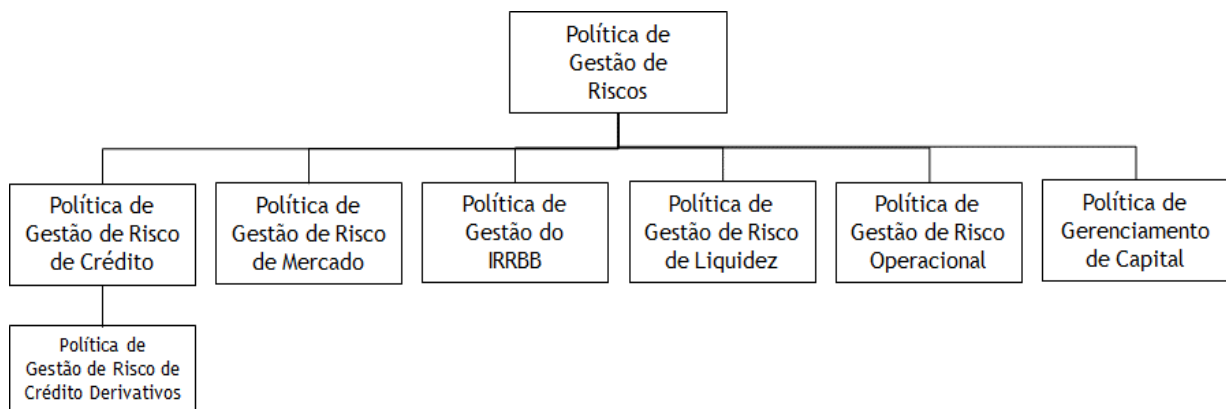 Política de
Gestão de
Riscos
Política de
Gestão de Risco
de Crédito
Política de
Gestão de Risco
de Mercado
Política de
Gestão do
IRRBB
Política de
Gestão de Risco
de Liquidez
Política de
Gestão de Risco
Operacional
Política de
Gerenciamento
de Capital
Política de
Gestão de Risco de
Crédito Derivativos